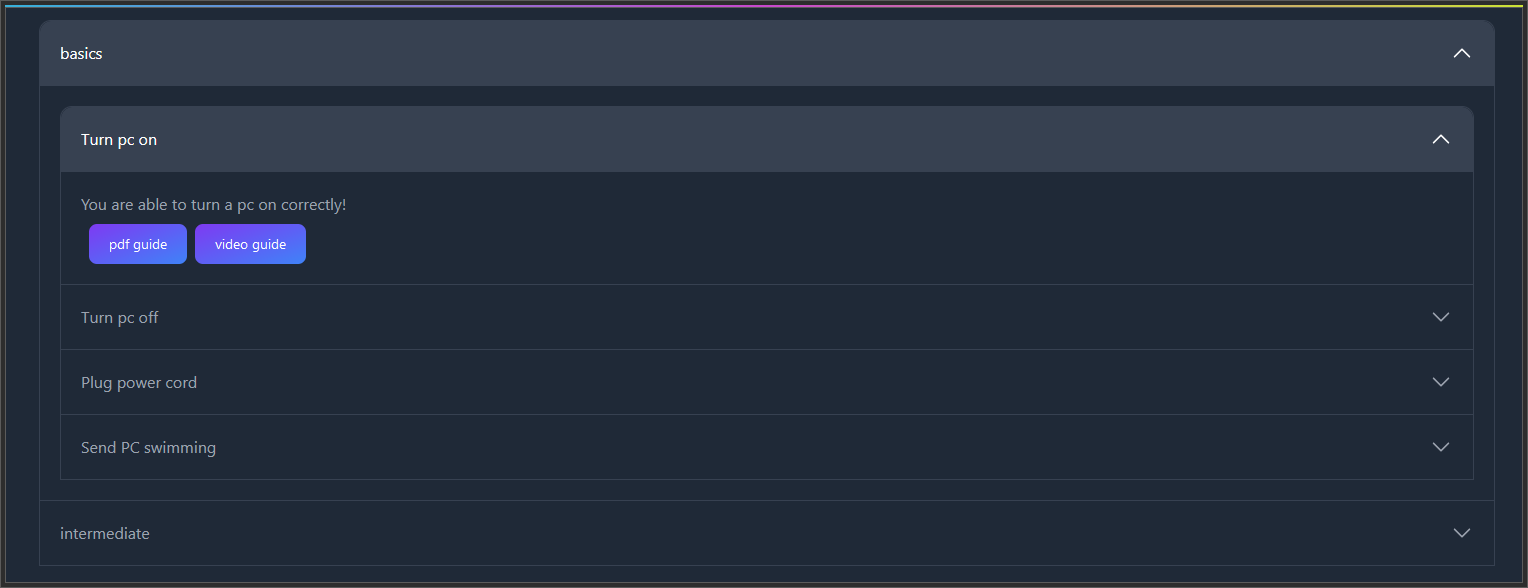 basics
Turn pc on
You are able to turn a pc on correctly!
pdf guide video guide
Turn pc off
Plug power cord
Send PC swimming
intermediate